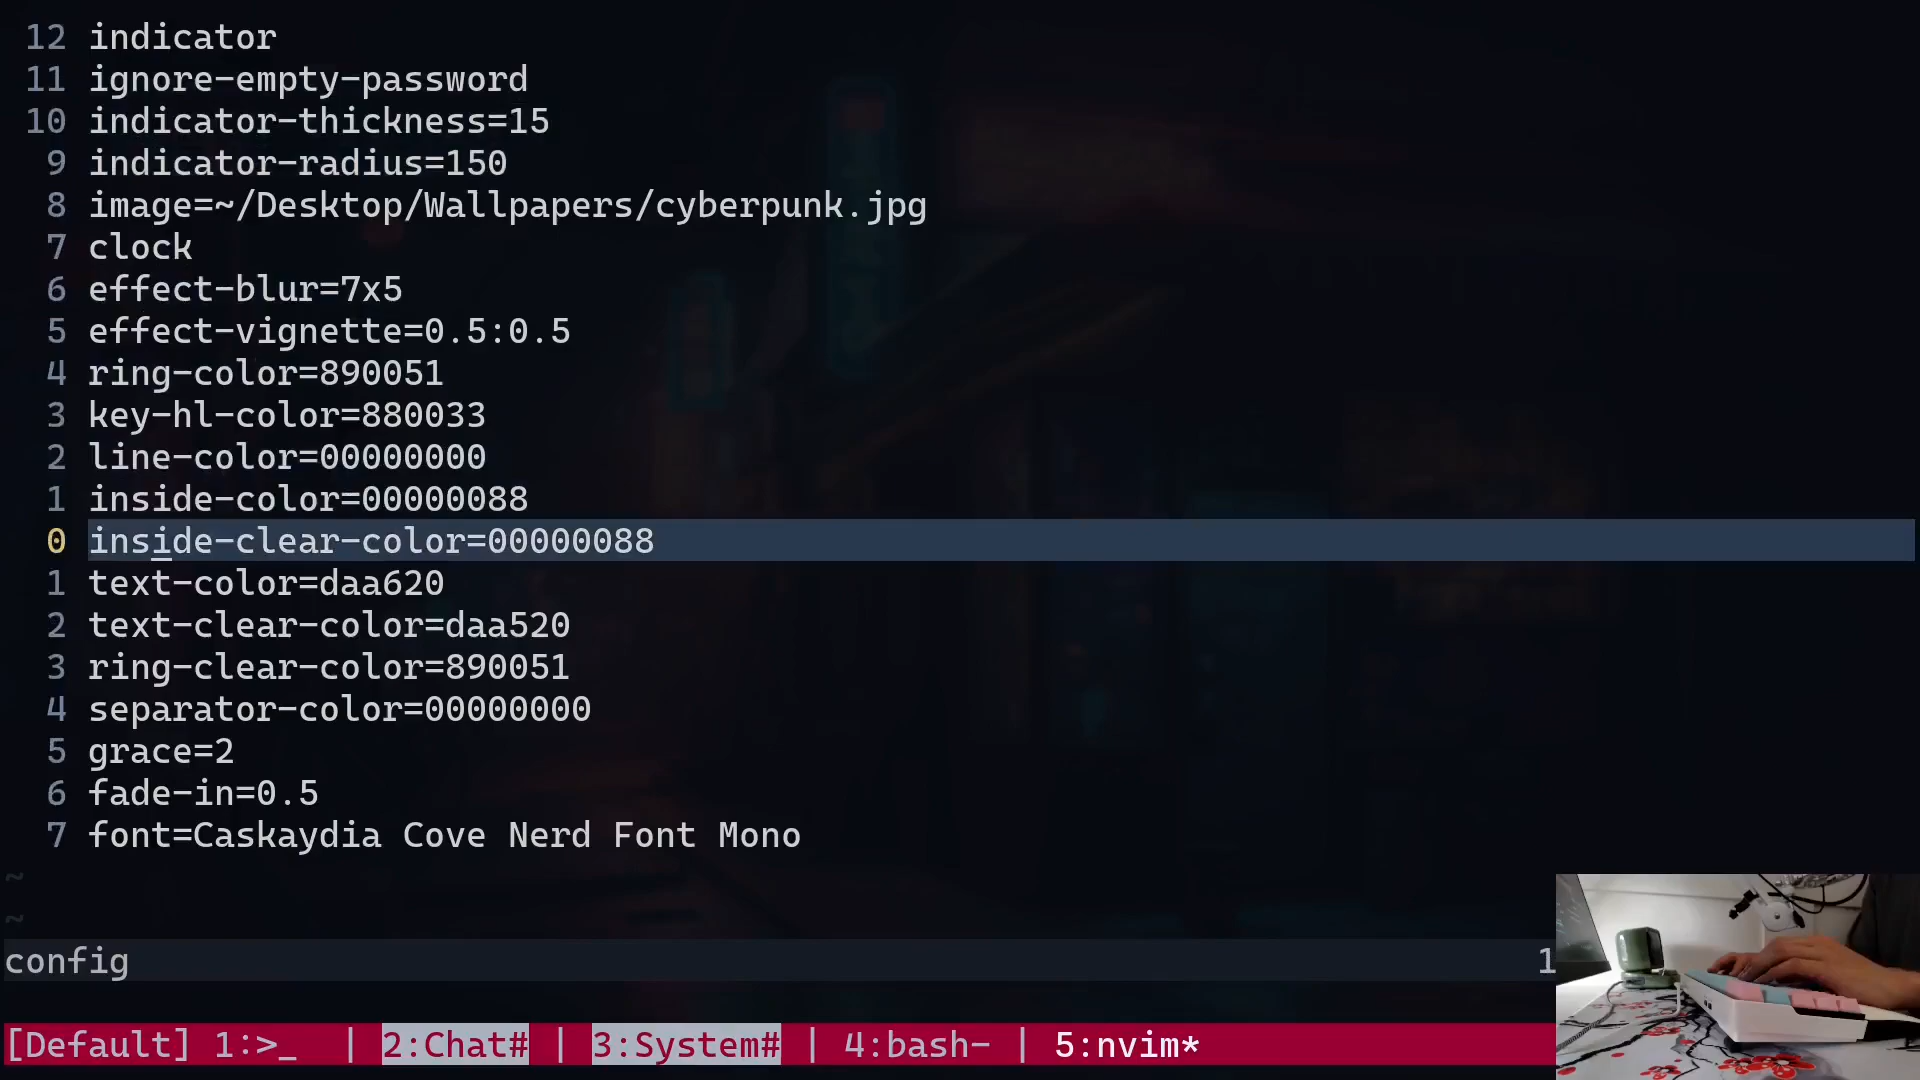 12 indicator
11 ignore-empty-password
10 indicator-thickness=15
9 indicator-radius=150
8 image=~/Desktop/Wallpapers/cyberpunk.jpg
7 clock
6 effect-blur=7x5
5 effect-vignette=0.5:0.5
4 ring-color=890051
3 key-hl-color=880033
2 line-color=00000000
1 inside-color=00000088
0 inside-clear-color=00000088
1 text-color=daa620
2 text-clear-color=daa520
3 ring-clear-color=890051
4 separator-color=00000000
5 grace=2
6 fade-in=0.5
7 font=Caskaydia Cove Nerd Font Mono
~
~
config 1
[Default] 1:>_ | 2:Chat# | 3:System# | 4:bash- | 5:nvim*